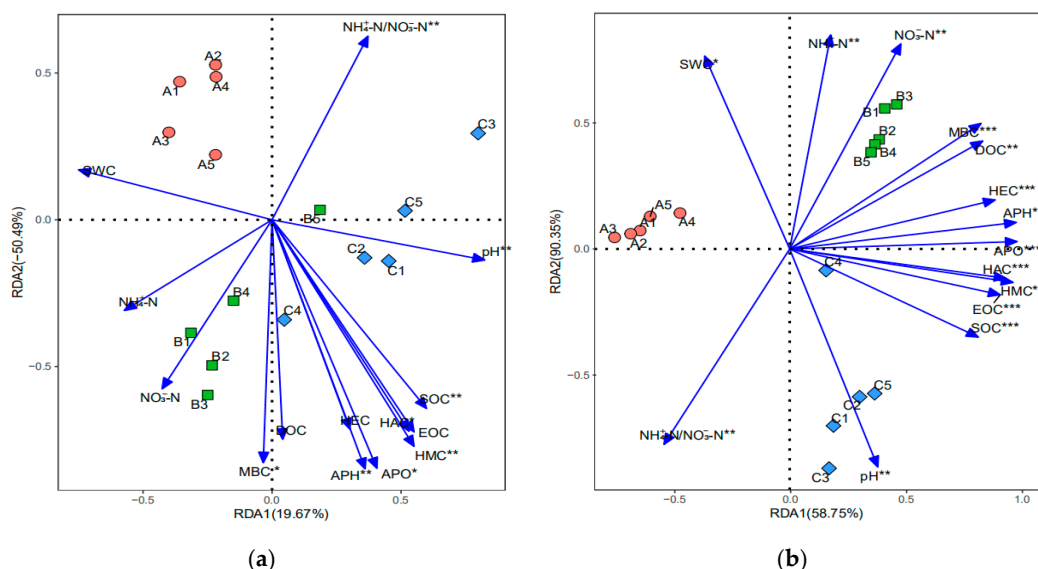 NH₄⁺-N/NO₃⁻-N**
A2
A1
A4
C3
0.5
A3
A5
SWC
C5
B5
0.0
C2
C1
pH**
RDA2(−50.49%)
NH₄⁺-N
B4
C4
B1
B2
−0.5
NO₃⁻-N
B3
SOC**
HEC
HAC*
EOC
HMC**
MBC*
APH**
APO*
−0.5
0.0
0.5
RDA1(19.67%)
(a)
NH₄⁺-N**
NO₃⁻-N**
SWC*
B3
B1
0.5
B2
MBC***
B4
DOC**
B5
HEC***
A5
A1
A4
APH*
A3
A2
0.0
APO***
C4
HAC***
HMC*
EOC***
SOC***
RDA2(90.35%)
−0.5
C5
C2
C1
NH₄⁺-N/NO₃⁻-N**
C3
pH**
−0.5
0.0
0.5
1.0
RDA1(58.75%)
(b)